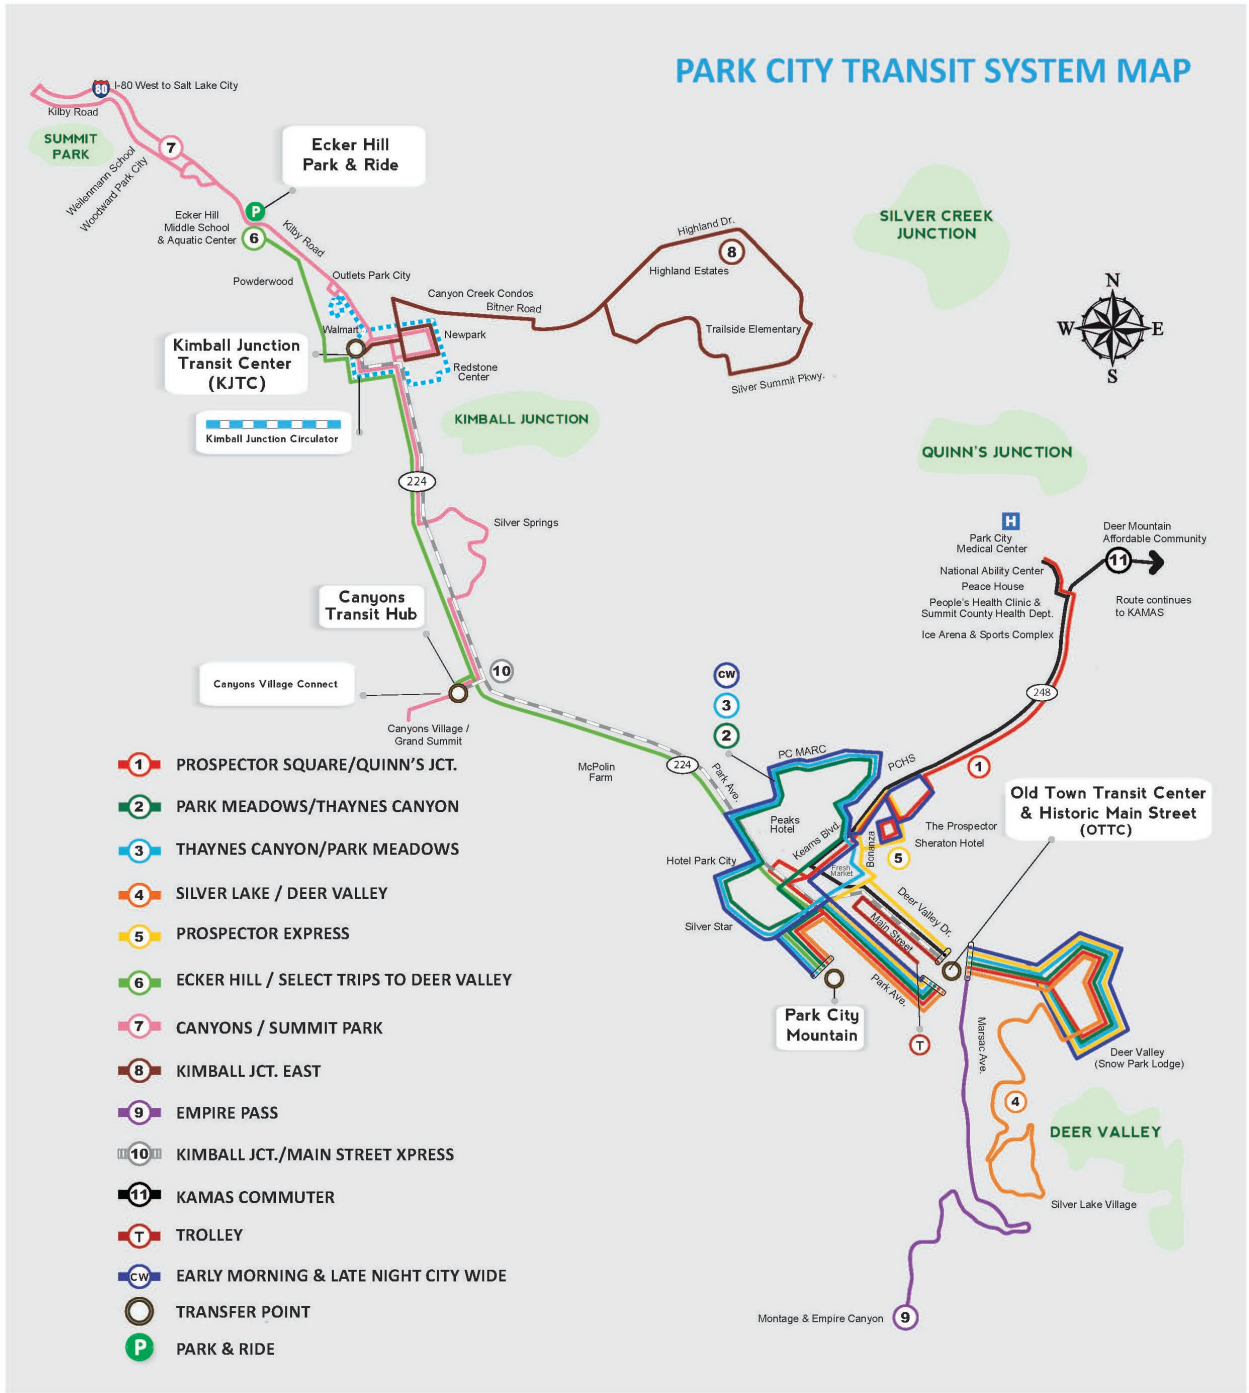 PARK CITY TRANSIT SYSTEM MAP
80
I-80 West to Salt Lake City
Kilby Road
SUMMIT
PARK
7
Weilenmann School
Woodward Park City
Ecker Hill
Park & Ride
P
Ecker Hill
Middle School
& Aquatic Center
6
Kilby Road
Powderwood
Outlets Park City
Walmart
Kimball Junction
Transit Center
(KJTC)
Kimball Junction Circulator
Canyon Creek Condos
Bitner Road
Newpark
Redstone
Center
Highland Dr.
8
Highland Estates
Trailside Elementary
Silver Summit Pkwy.
SILVER CREEK
JUNCTION
N
W
E
S
KIMBALL JUNCTION
QUINN'S JUNCTION
224
Silver Springs
H
Park City
Medical Center
National Ability Center
Peace House
People's Health Clinic &
Summit County Health Dept.
Ice Arena & Sports Complex
Deer Mountain
Affordable Community
11
Route continues
to KAMAS
Canyons
Transit Hub
10
Canyons Village Connect
Canyons Village /
Grand Summit
248
CW
3
2
McPolin
Farm
224
Park Ave.
PC MARC
PCHS
1
Peaks
Hotel
Kearns Blvd.
Bonanza
The Prospector
Sheraton Hotel
5
Hotel Park City
Fresh
Market
Silver Star
Deer Valley Dr.
Main Street
Park Ave.
Old Town Transit Center
& Historic Main Street
(OTTC)
Park City
Mountain
T
Marsac Ave.
Deer Valley
(Snow Park Lodge)
4
DEER VALLEY
Silver Lake Village
Montage & Empire Canyon
9
1 PROSPECTOR SQUARE/QUINN'S JCT.
2 PARK MEADOWS/THAYNES CANYON
3 THAYNES CANYON/PARK MEADOWS
4 SILVER LAKE / DEER VALLEY
5 PROSPECTOR EXPRESS
6 ECKER HILL / SELECT TRIPS TO DEER VALLEY
7 CANYONS / SUMMIT PARK
8 KIMBALL JCT. EAST
9 EMPIRE PASS
10 KIMBALL JCT./MAIN STREET XPRESS
11 KAMAS COMMUTER
T TROLLEY
CW EARLY MORNING & LATE NIGHT CITY WIDE
TRANSFER POINT
P PARK & RIDE